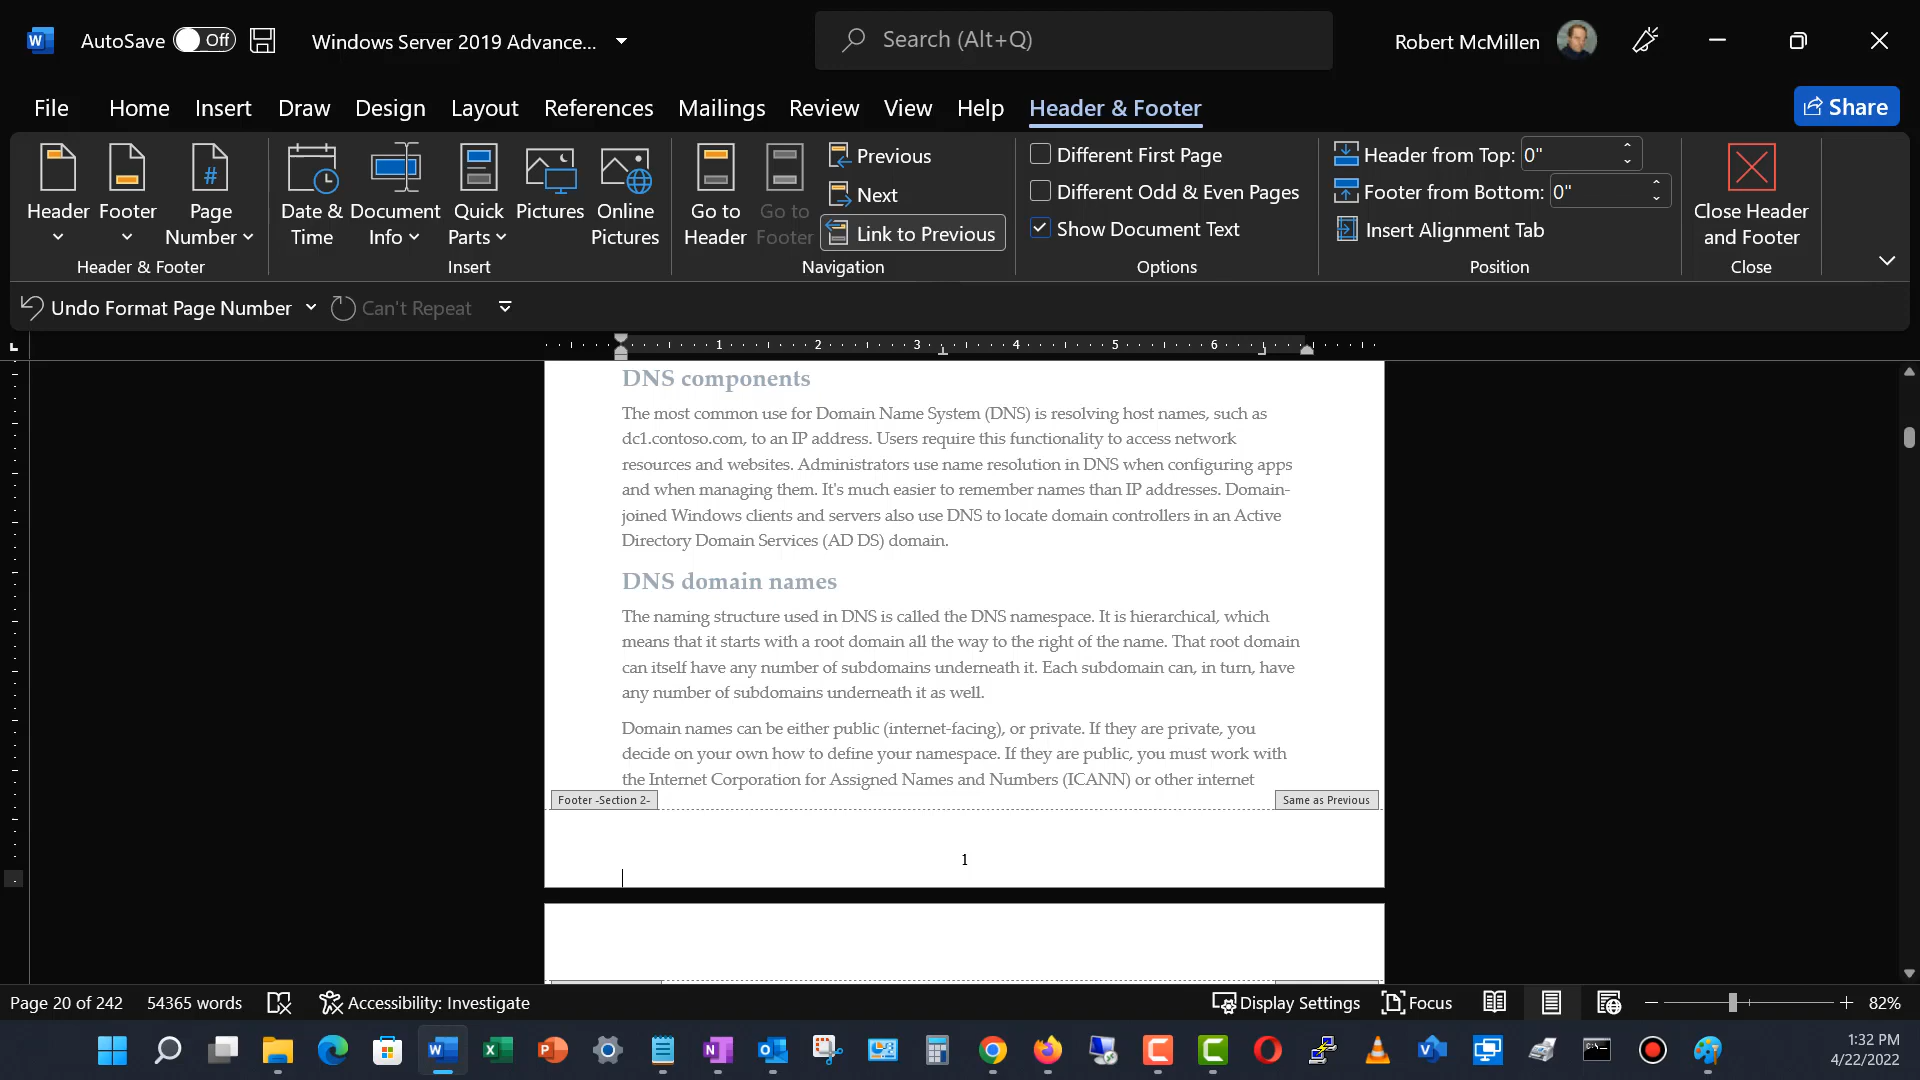 AutoSave Off Windows Server 2019 Advance... Search (Alt+Q) Robert McMillen
File Home Insert Draw Design Layout References Mailings Review View Help Header & Footer Share
Header
Footer
Page
Number
Header & Footer
Date &
Time
Document
Info
Quick
Parts
Pictures
Online
Pictures
Insert
Go to
Header
Go to
Footer
Previous
Next
Link to Previous
Navigation
Different First Page
Different Odd & Even Pages
Show Document Text
Options
Header from Top: 0"
Footer from Bottom: 0"
Insert Alignment Tab
Position
Close Header
and Footer
Close
Undo Format Page Number Can't Repeat
1 2 3 4 5 6
DNS components
The most common use for Domain Name System (DNS) is resolving host names, such as
dc1.contoso.com, to an IP address. Users require this functionality to access network
resources and websites. Administrators use name resolution in DNS when configuring apps
and when managing them. It's much easier to remember names than IP addresses. Domain-
joined Windows clients and servers also use DNS to locate domain controllers in an Active
Directory Domain Services (AD DS) domain.
DNS domain names
The naming structure used in DNS is called the DNS namespace. It is hierarchical, which
means that it starts with a root domain all the way to the right of the name. That root domain
can itself have any number of subdomains underneath it. Each subdomain can, in turn, have
any number of subdomains underneath it as well.
Domain names can be either public (internet-facing), or private. If they are private, you
decide on your own how to define your namespace. If they are public, you must work with
the Internet Corporation for Assigned Names and Numbers (ICANN) or other internet
Footer -Section 2- Same as Previous
1
Page 20 of 242 54365 words Accessibility: Investigate Display Settings Focus 82%
1:32 PM
4/22/2022